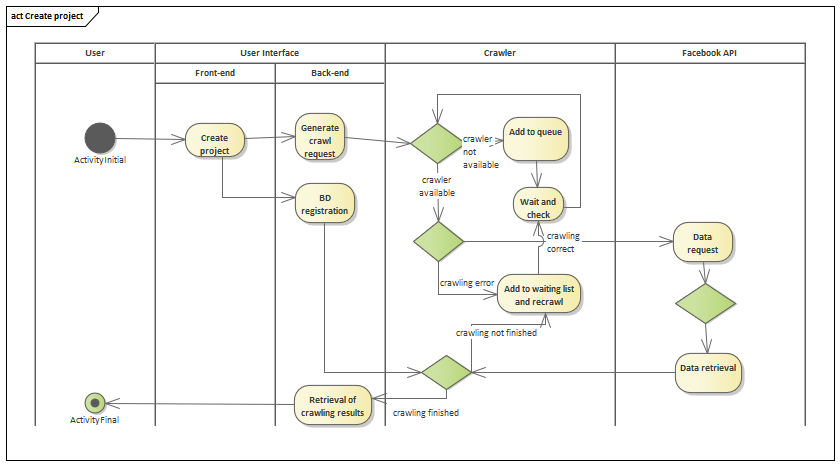 act Create project
User
User Interface
Crawler
Facebook API
Front-end
Back-end
ActivityInitial
Create
project
Generate
crawl
request
BD
registration
crawler
not
available
Add to queue
crawler
available
Wait and
check
crawling
correct
Data
request
crawling error
Add to waiting list
and recrawl
crawling not finished
Data retrieval
Retrieval of
crawling results
crawling finished
ActivityFinal